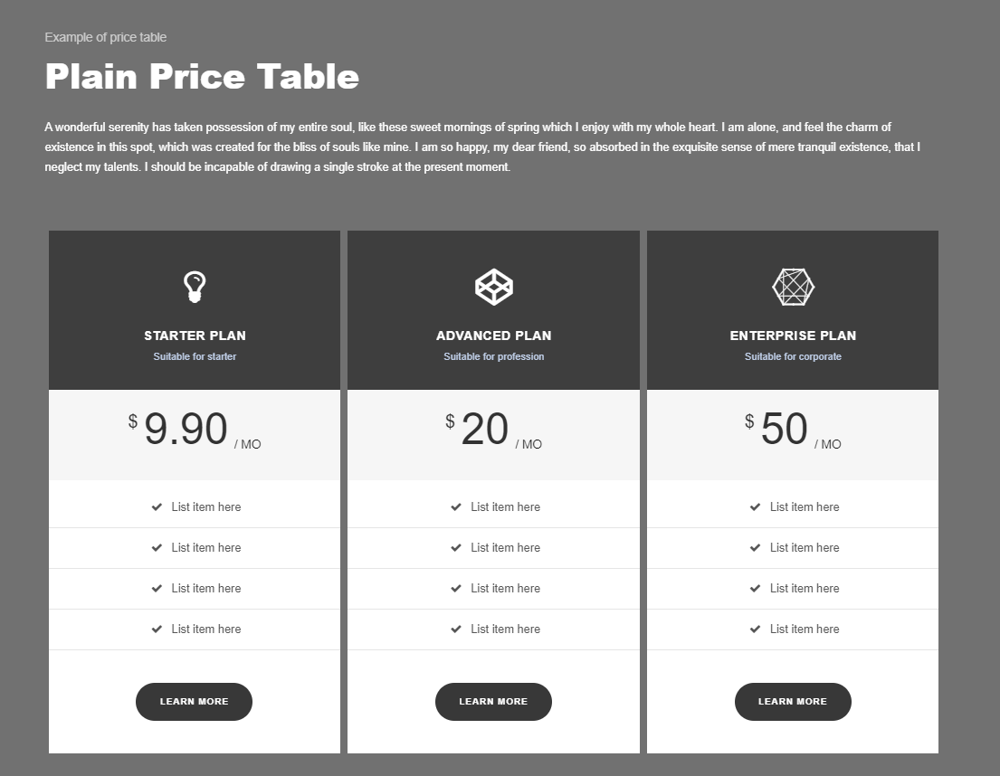 Example of price table
Plain Price Table
A wonderful serenity has taken possession of my entire soul, like these sweet mornings of spring which I enjoy with my whole heart. I am alone, and feel the charm of
existence in this spot, which was created for the bliss of souls like mine. I am so happy, my dear friend, so absorbed in the exquisite sense of mere tranquil existence, that I
neglect my talents. I should be incapable of drawing a single stroke at the present moment.
STARTER PLAN
Suitable for starter
$ 9.90 / MO
List item here
List item here
List item here
List item here
LEARN MORE
ADVANCED PLAN
Suitable for profession
$ 20 / MO
List item here
List item here
List item here
List item here
LEARN MORE
ENTERPRISE PLAN
Suitable for corporate
$ 50 / MO
List item here
List item here
List item here
List item here
LEARN MORE